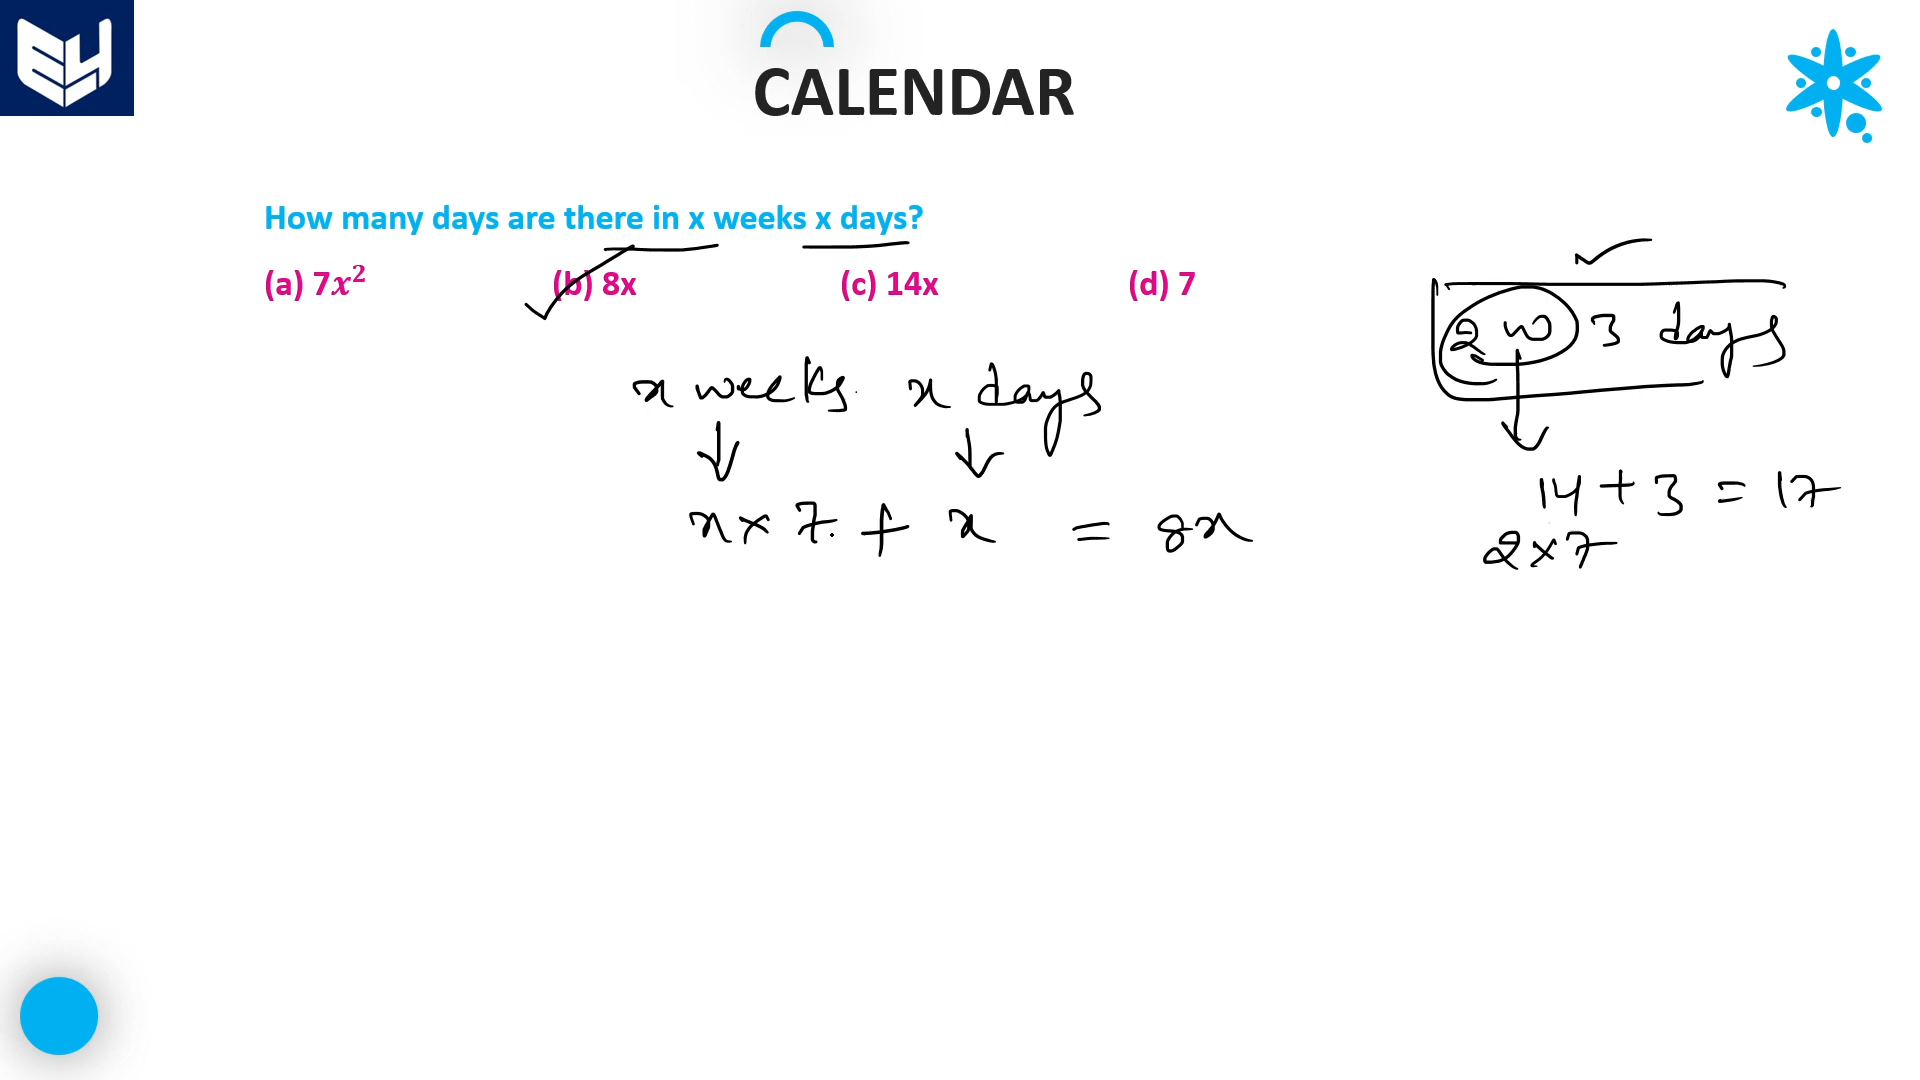 CALENDAR
How many days are there in x weeks x days?
(a) 7x² (b) 8x (c) 14x (d) 7
2 w 3 days
x weeks x days
14 + 3 = 17
x × 7 + x = 8x
2 × 7